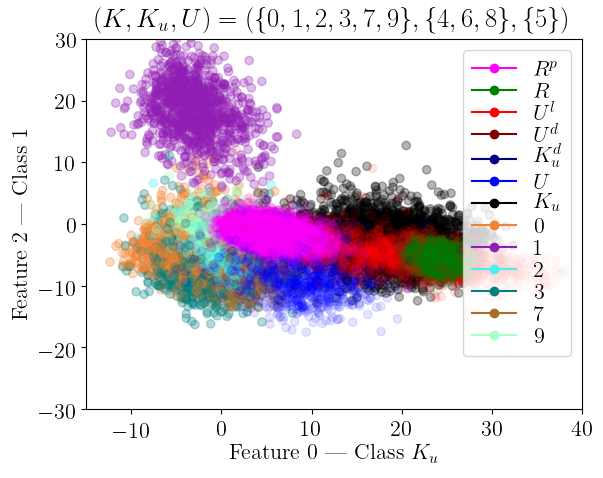 (K, K_u, U) = ({0, 1, 2, 3, 7, 9}, {4, 6, 8}, {5})
30
20
10
0
−10
−20
−30
Feature 2 — Class 1
R^p
R
U^l
U^d
K_u^d
U
K_u
0
1
2
3
7
9
−10
0
10
20
30
40
Feature 0 — Class K_u